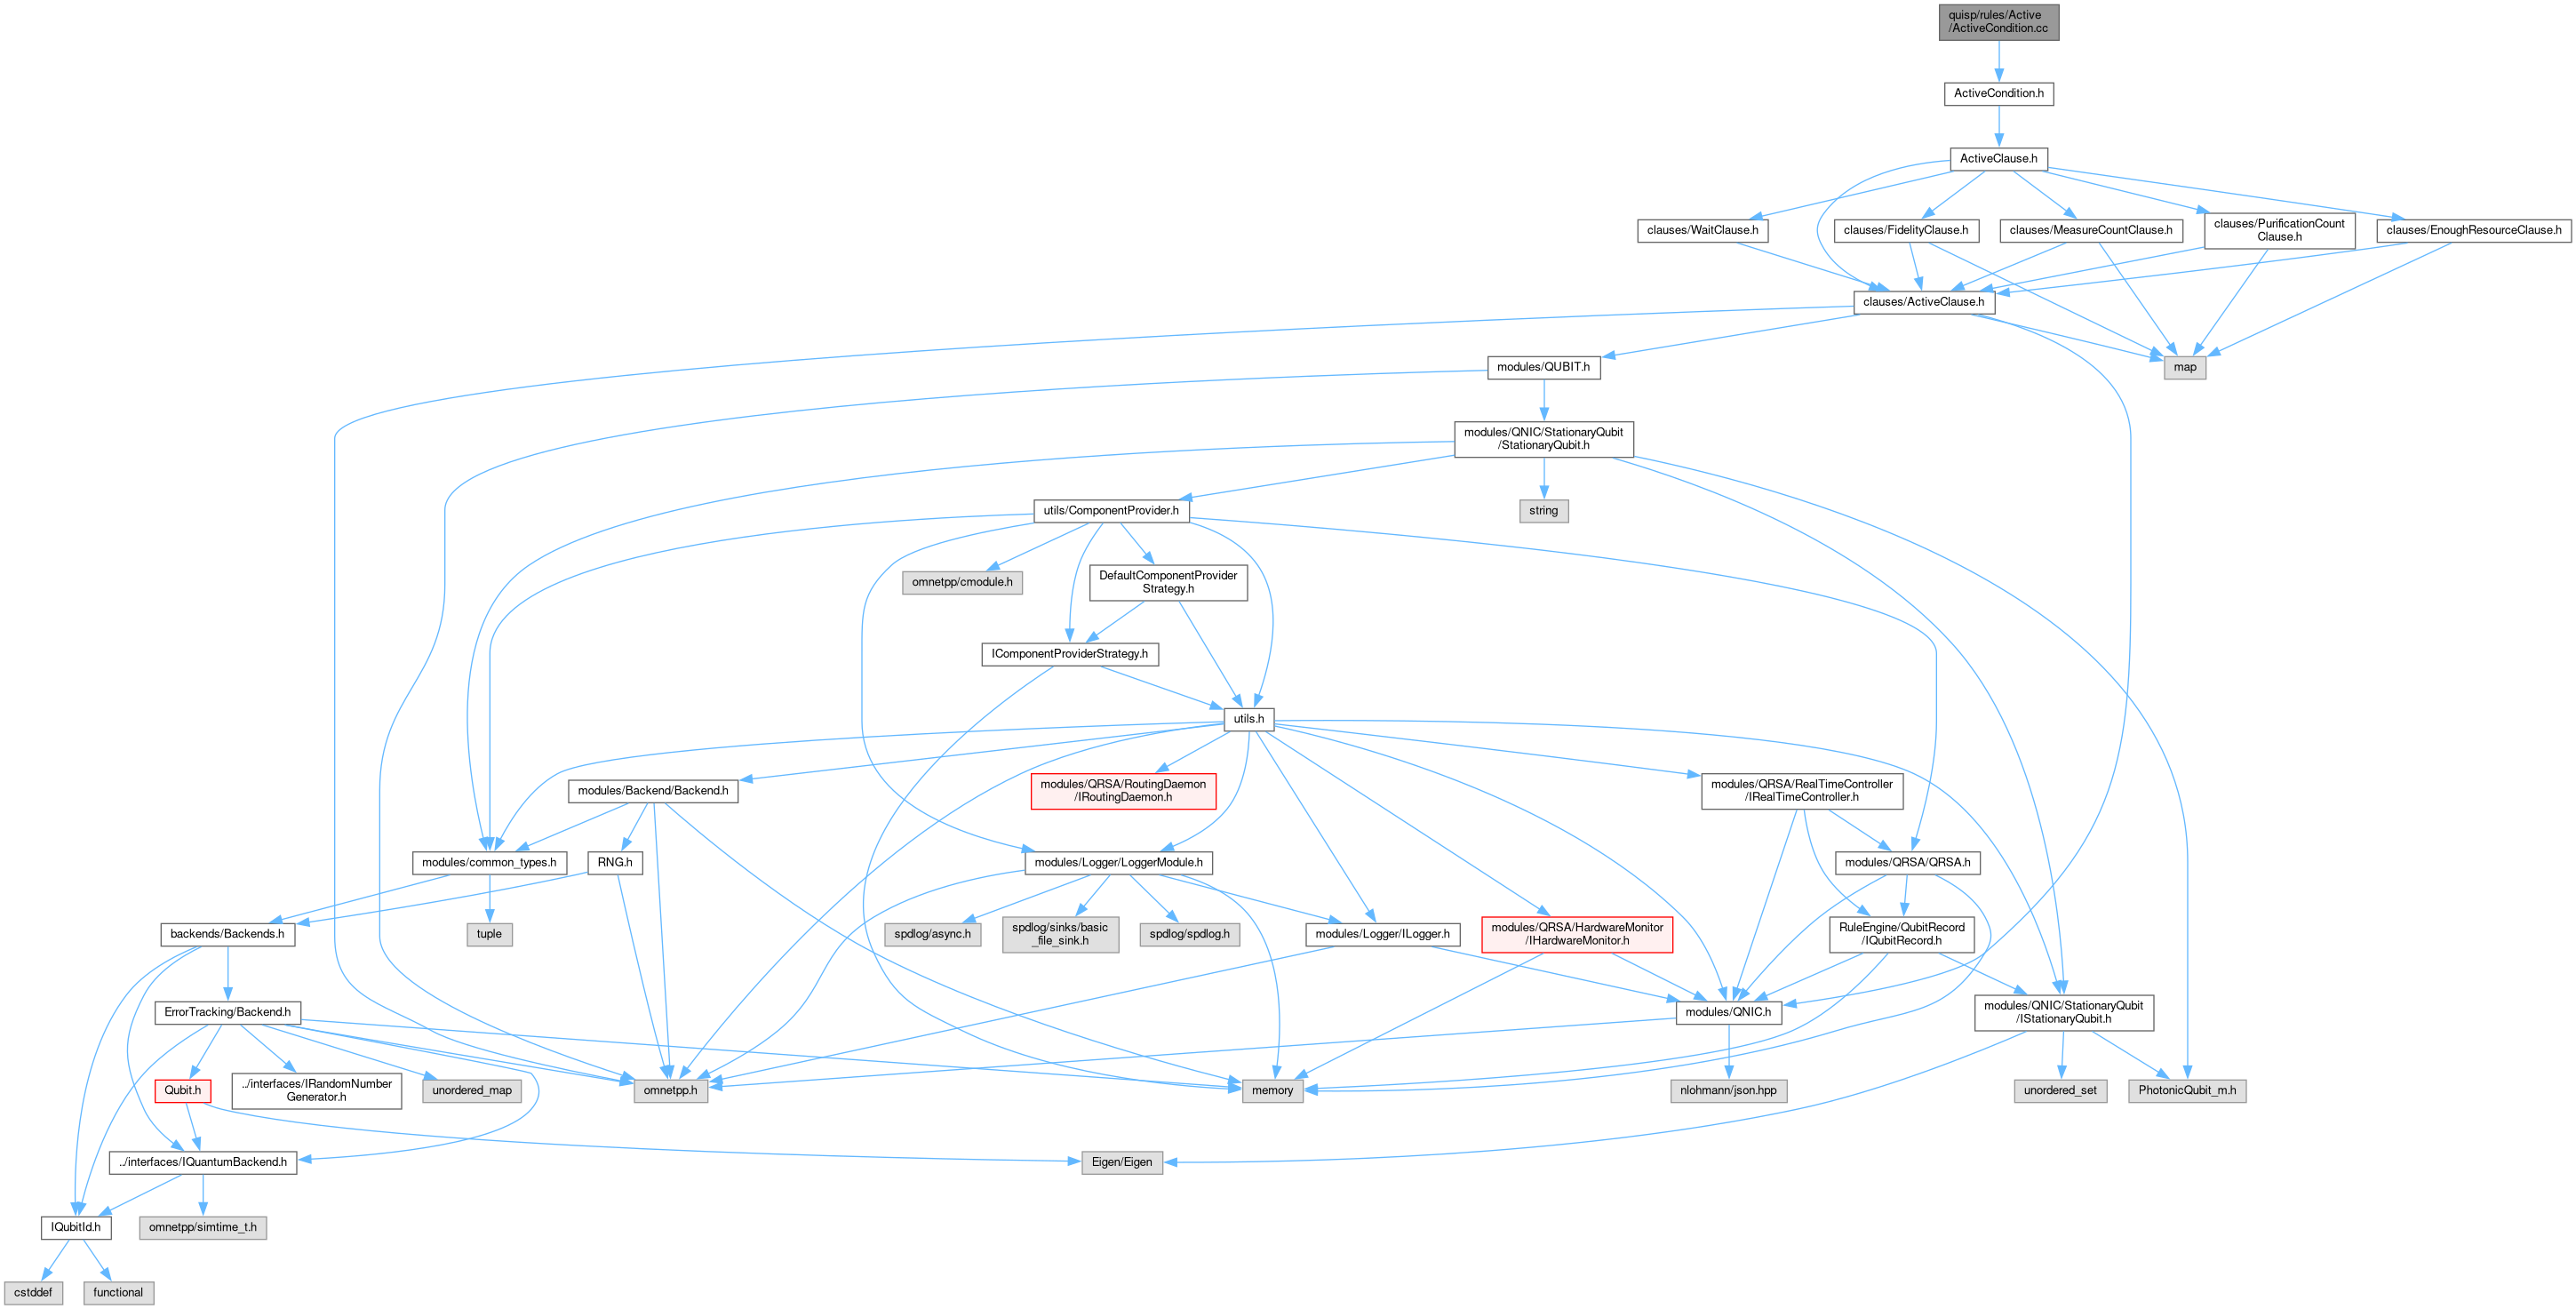 quisp/rules/Active
/ActiveCondition.cc
ActiveCondition.h
ActiveClause.h
clauses/WaitClause.h
clauses/FidelityClause.h
clauses/MeasureCountClause.h
clauses/PurificationCount
Clause.h
clauses/EnoughResourceClause.h
clauses/ActiveClause.h
modules/QUBIT.h
map
modules/QNIC/StationaryQubit
/StationaryQubit.h
utils/ComponentProvider.h
string
omnetpp/cmodule.h
DefaultComponentProvider
Strategy.h
IComponentProviderStrategy.h
utils.h
modules/Backend/Backend.h
modules/QRSA/RoutingDaemon
/IRoutingDaemon.h
modules/QRSA/RealTimeController
/IRealTimeController.h
modules/common_types.h
RNG.h
modules/Logger/LoggerModule.h
modules/QRSA/QRSA.h
backends/Backends.h
tuple
spdlog/async.h
spdlog/sinks/basic
_file_sink.h
spdlog/spdlog.h
modules/Logger/ILogger.h
modules/QRSA/HardwareMonitor
/IHardwareMonitor.h
RuleEngine/QubitRecord
/IQubitRecord.h
ErrorTracking/Backend.h
modules/QNIC.h
modules/QNIC/StationaryQubit
/IStationaryQubit.h
Qubit.h
../interfaces/IRandomNumber
Generator.h
unordered_map
omnetpp.h
memory
nlohmann/json.hpp
unordered_set
PhotonicQubit_m.h
../interfaces/IQuantumBackend.h
Eigen/Eigen
IQubitId.h
omnetpp/simtime_t.h
cstddef
functional